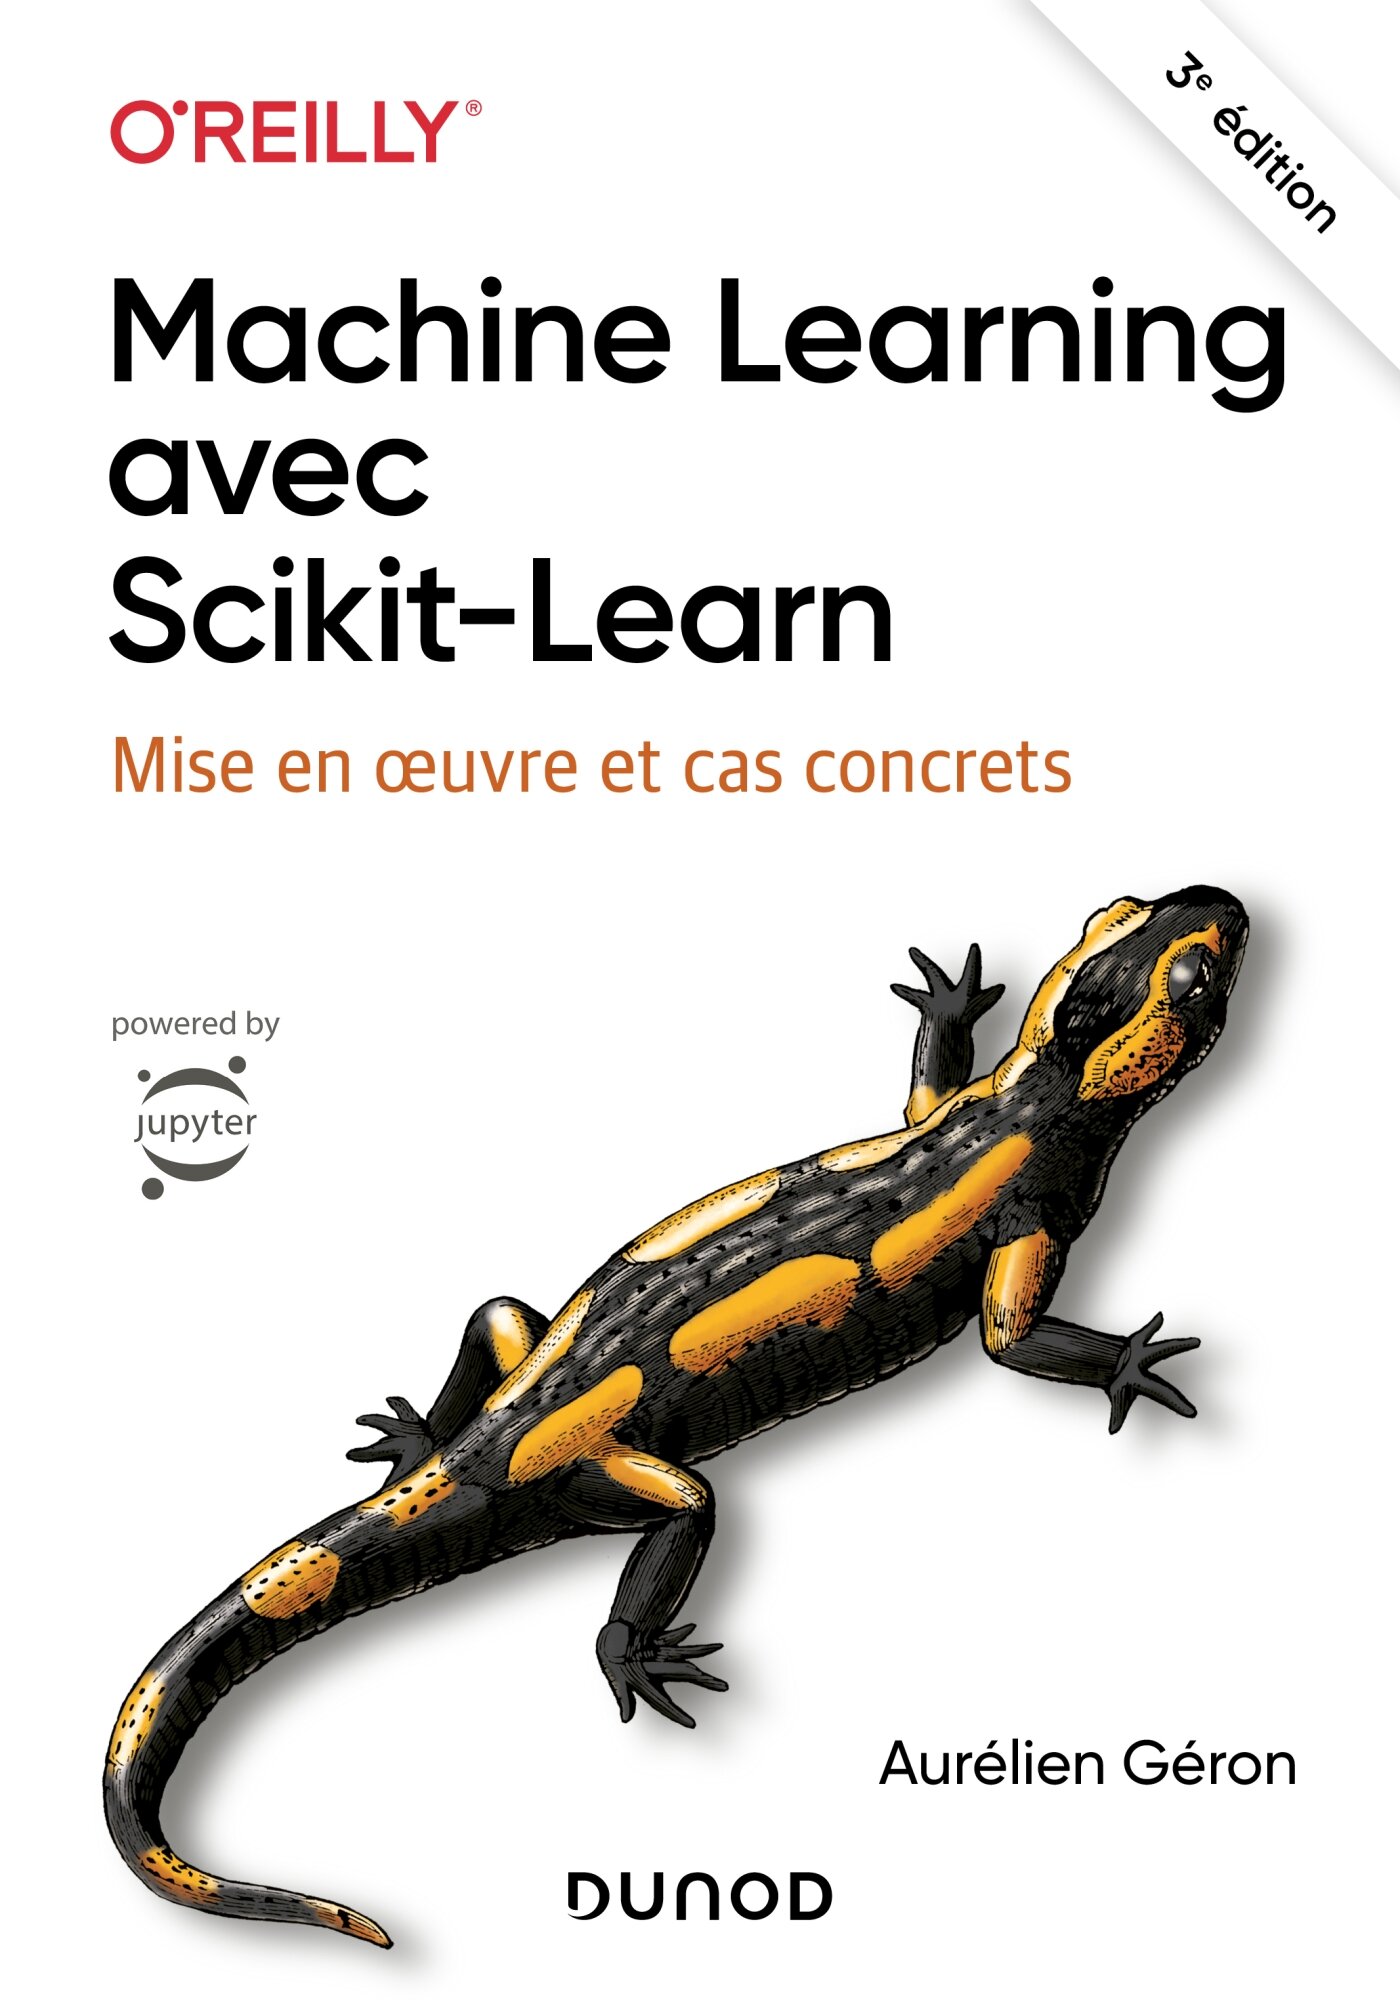 O'REILLY®
3e édition
Machine Learning
avec
Scikit-Learn
Mise en œuvre et cas concrets
powered by
jupyter
Aurélien Géron
DUNOD